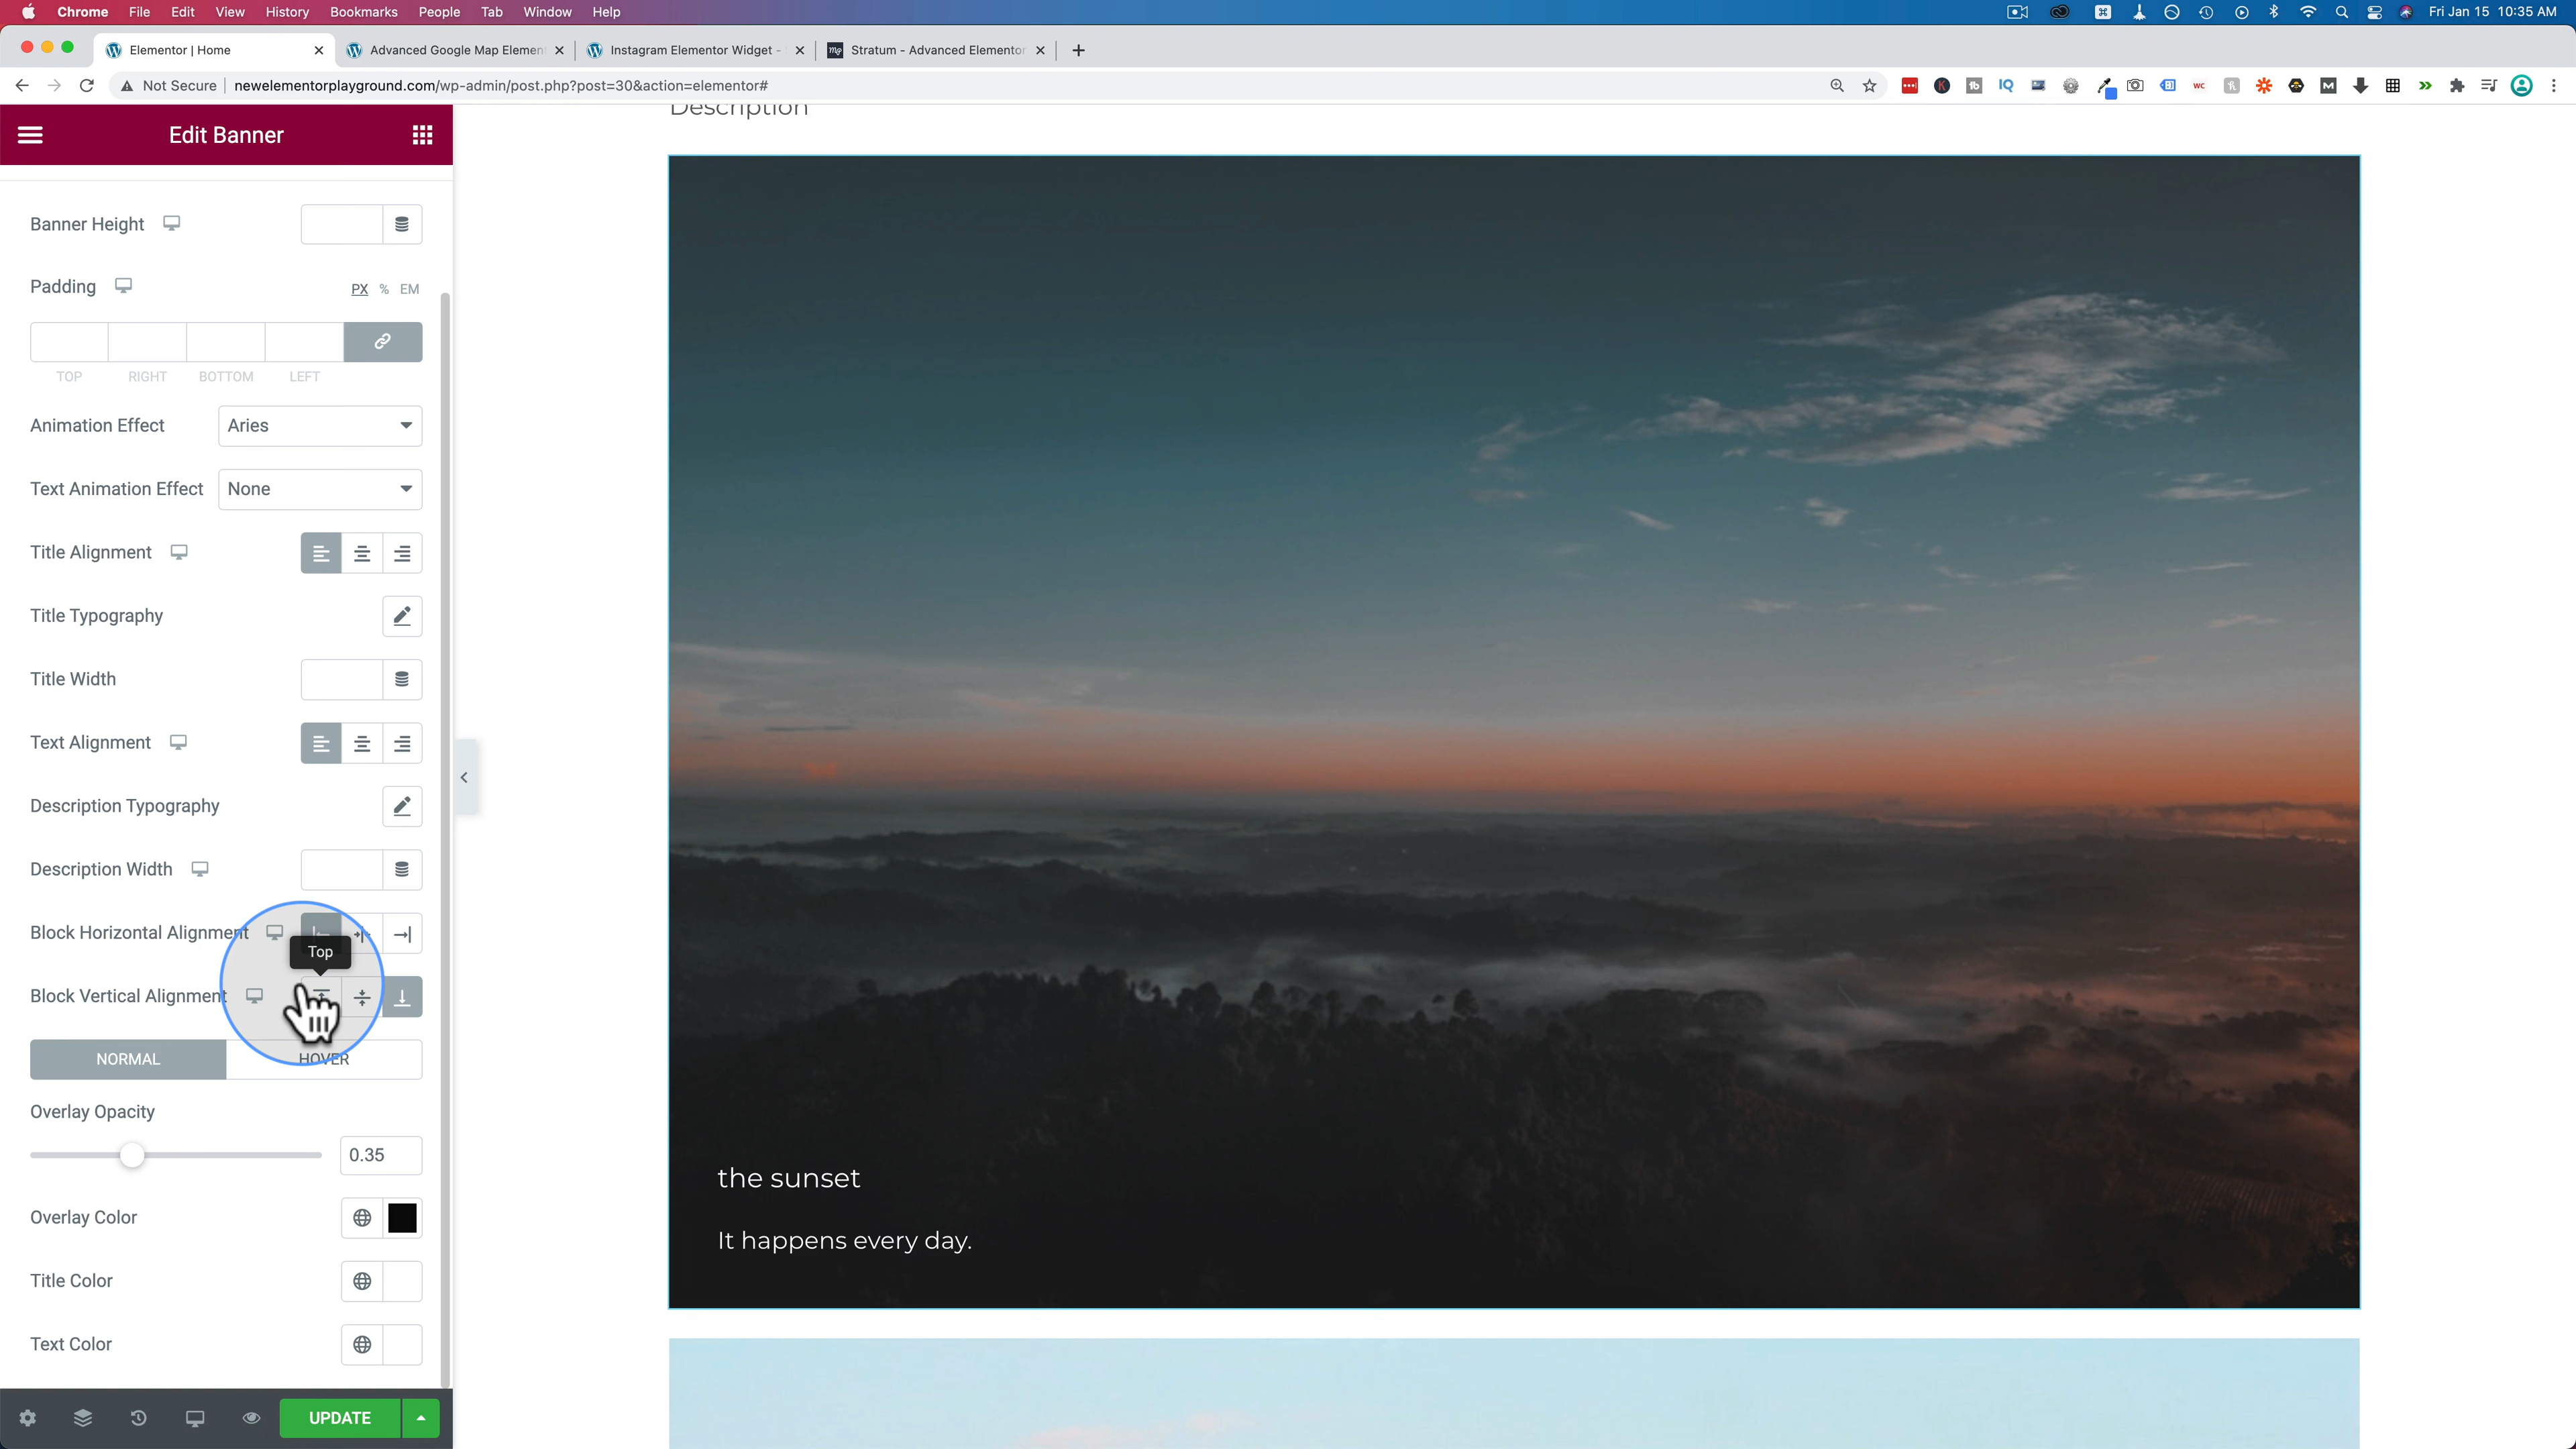 Chrome File Edit View History Bookmarks People Tab Window Help Fri Jan 15 10:35 AM
Elementor | Home Advanced Google Map Element Instagram Elementor Widget - Stratum - Advanced Elementor
Not Secure newelementorplayground.com/wp-admin/post.php?post=30&action=elementor#
Edit Banner
Description
Banner Height
Padding PX % EM
TOP RIGHT BOTTOM LEFT
Animation Effect Aries
Text Animation Effect None
Title Alignment
Title Typography
Title Width
Text Alignment
Description Typography
Description Width
Block Horizontal Alignment
Top
Block Vertical Alignment
NORMAL HOVER
Overlay Opacity
0.35
Overlay Color
Title Color
Text Color
UPDATE
the sunset
It happens every day.